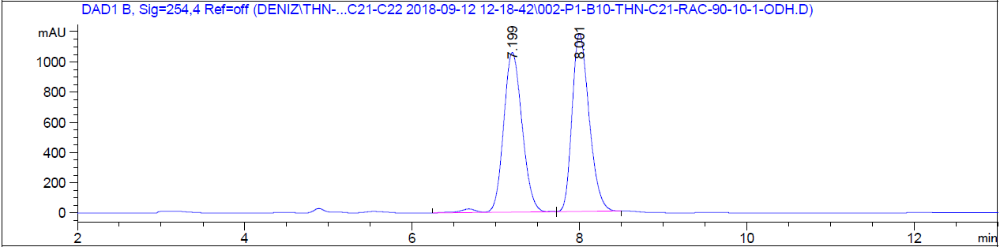 DAD1 B, Sig=254,4 Ref=off (DENIZ\THN-...C21-C22 2018-09-12 12-18-42\002-P1-B10-THN-C21-RAC-90-10-1-ODH.D)
mAU
7.199
8.001
1000
800
600
400
200
0
2 4 6 8 10 12 min